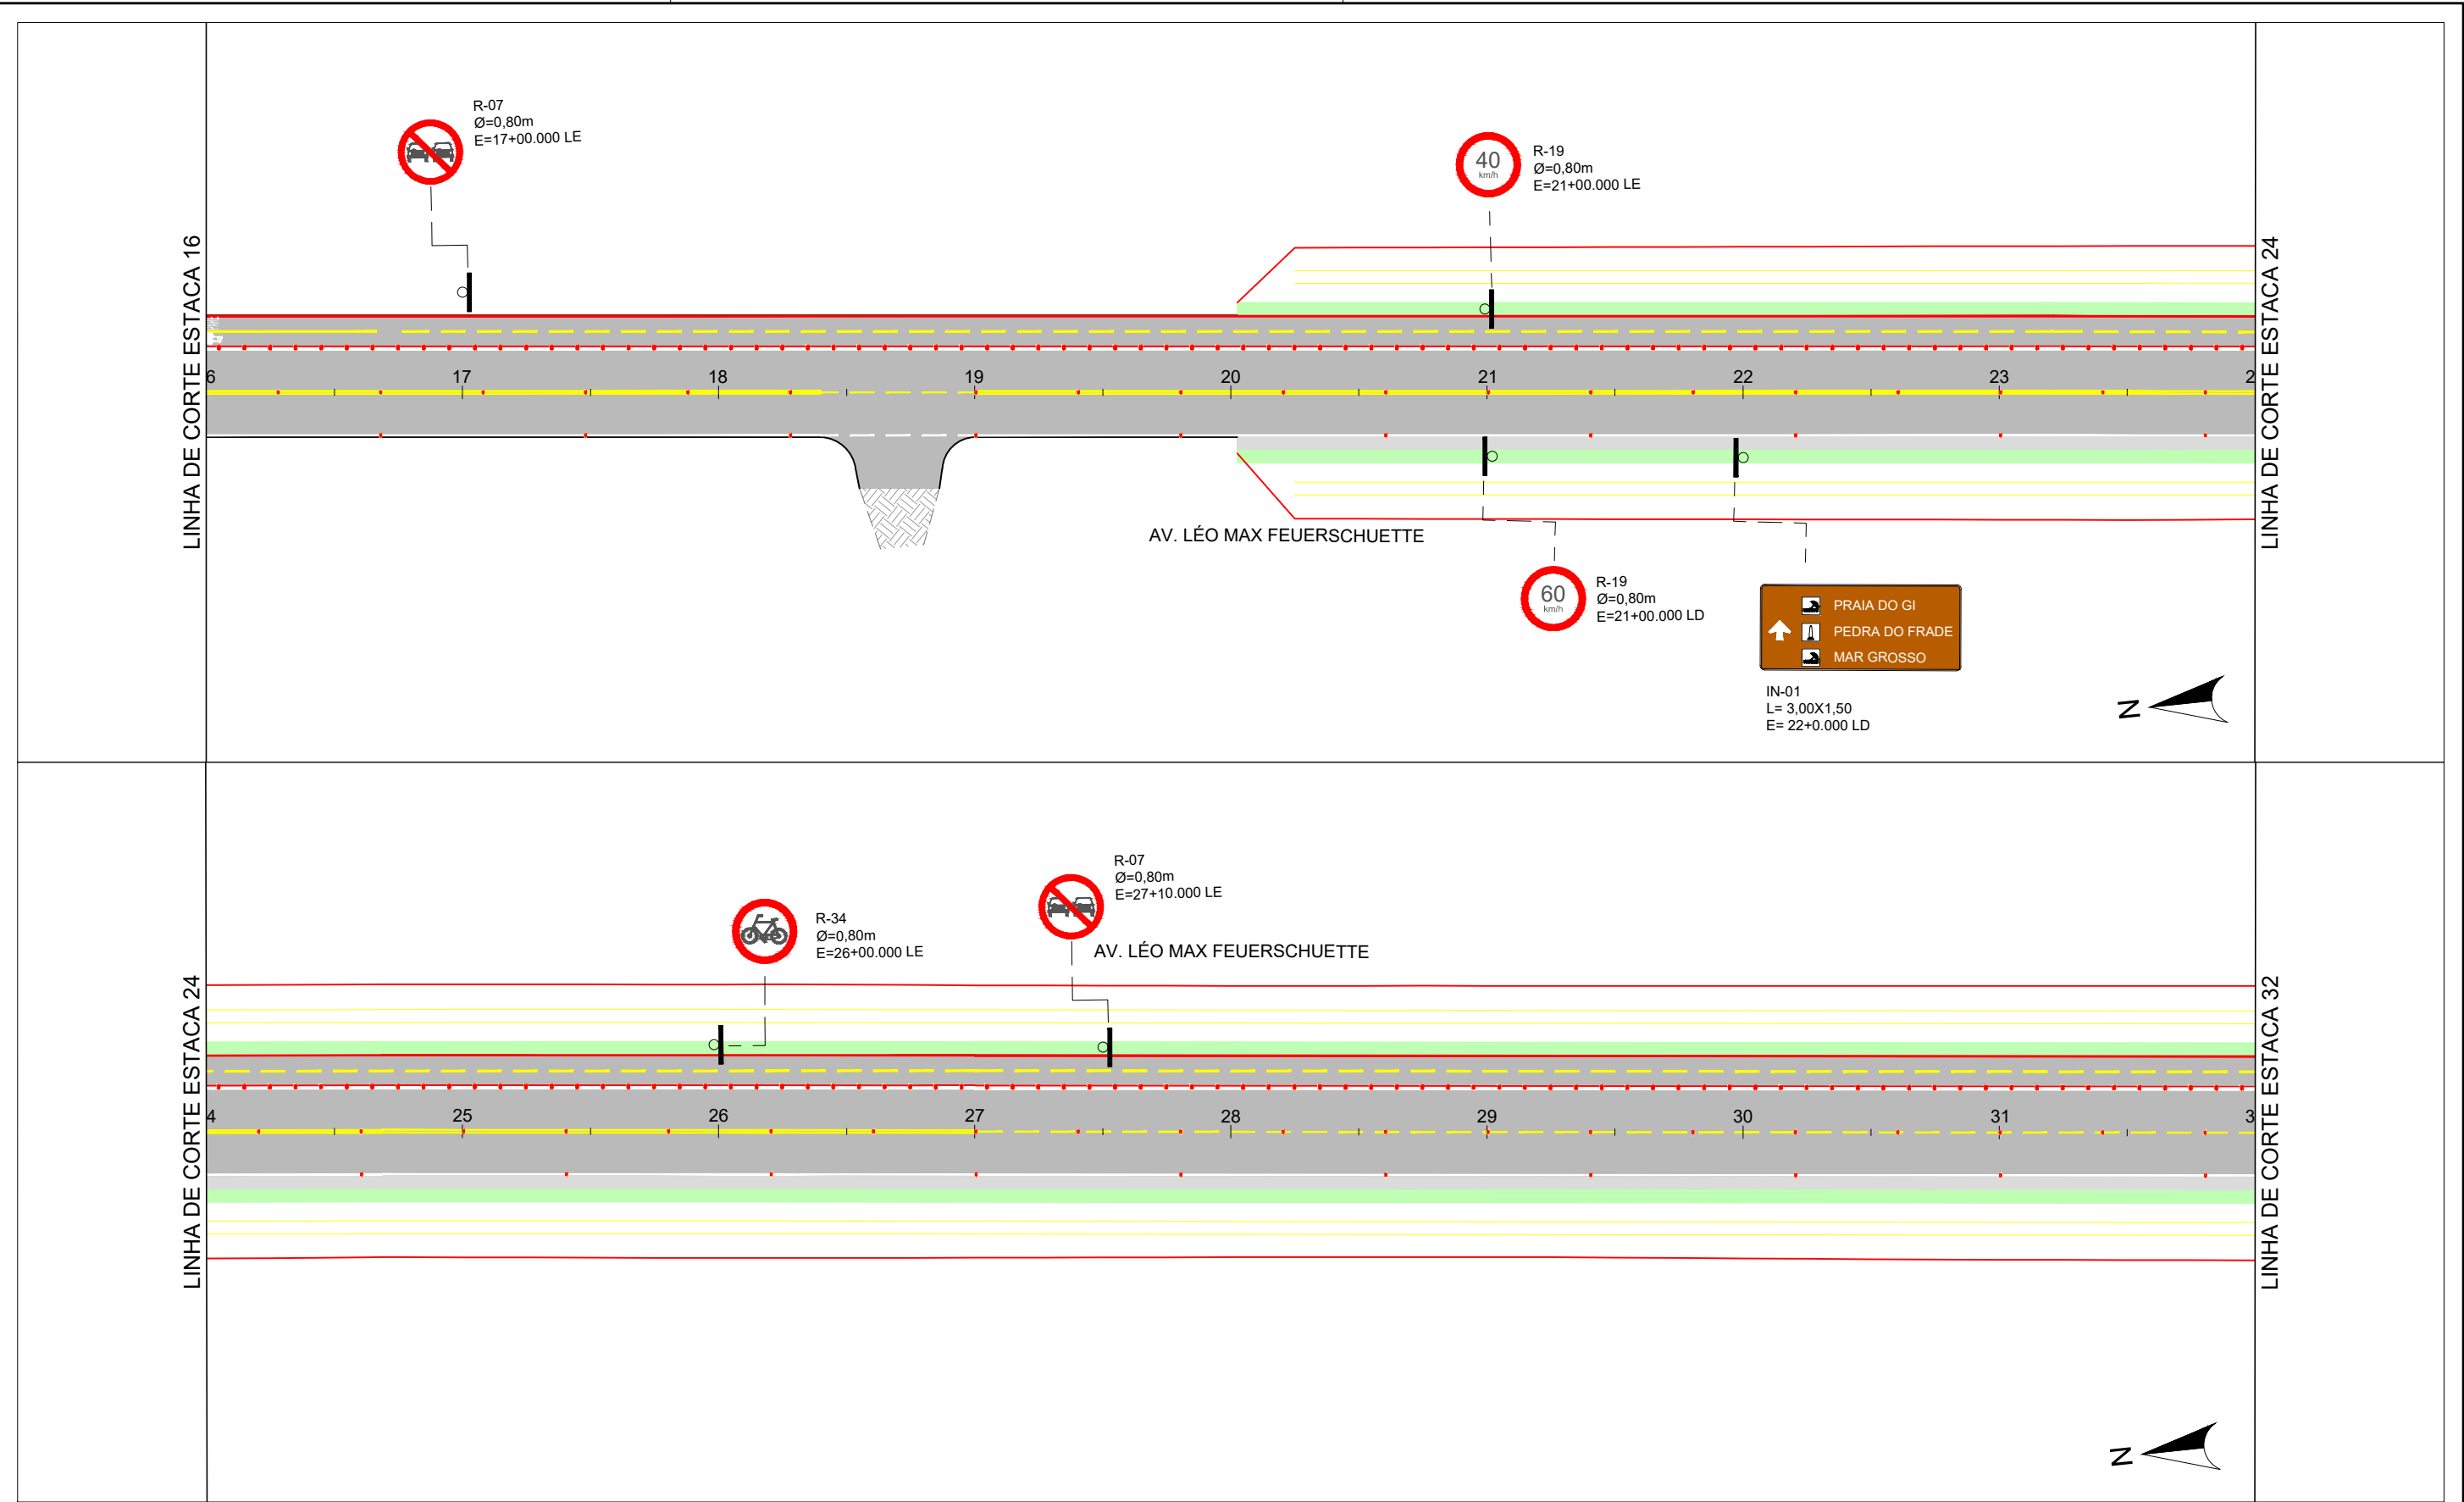 R-07
Ø=0,80m
E=17+00.000 LE
40
km/h
R-19
Ø=0,80m
E=21+00.000 LE
LINHA DE CORTE ESTACA 16
LINHA DE CORTE ESTACA 24
6 17 18 19 20 21 22 23 2
AV. LÉO MAX FEUERSCHUETTE
60
km/h
R-19
Ø=0,80m
E=21+00.000 LD
PRAIA DO GI
PEDRA DO FRADE
MAR GROSSO
IN-01
L= 3,00X1,50
E= 22+0.000 LD
N
R-07
Ø=0,80m
E=27+10.000 LE
R-34
Ø=0,80m
E=26+00.000 LE
AV. LÉO MAX FEUERSCHUETTE
LINHA DE CORTE ESTACA 24
LINHA DE CORTE ESTACA 32
4 25 26 27 28 29 30 31 3
N